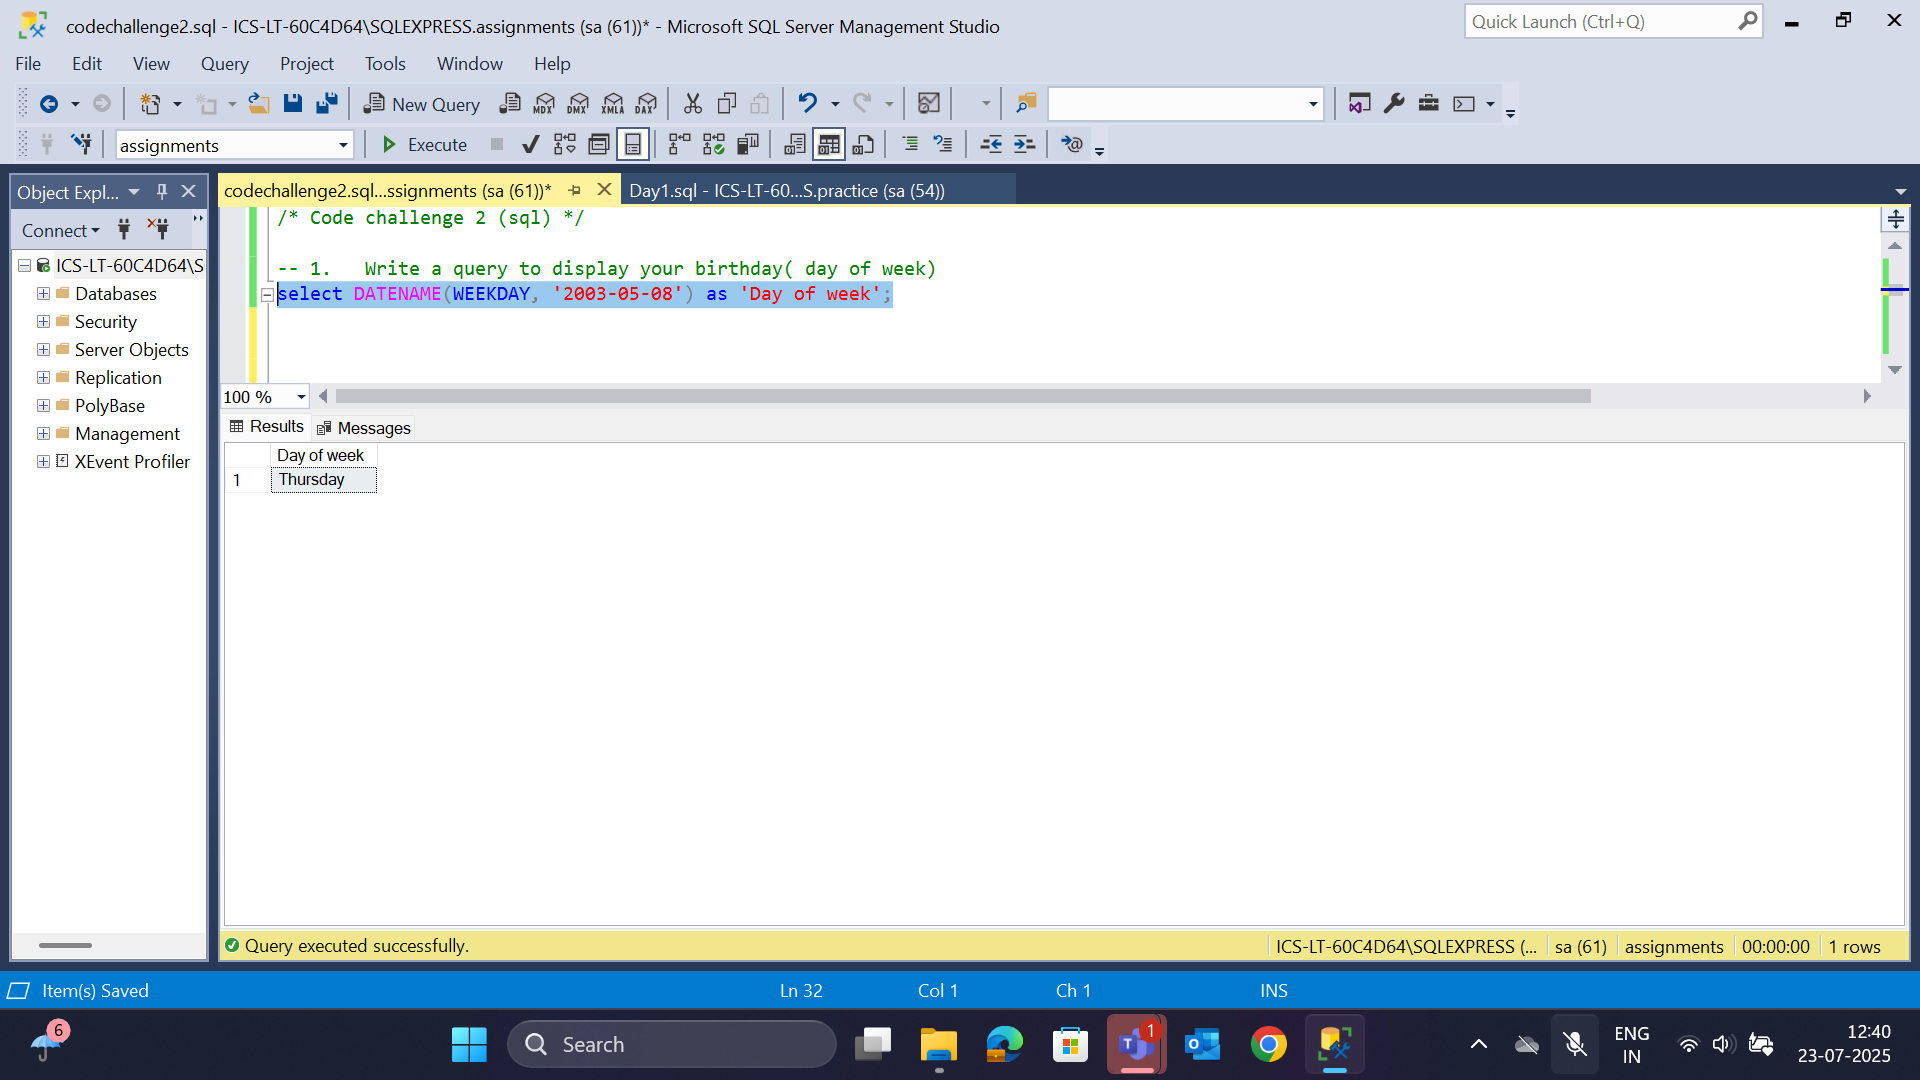 codechallenge2.sql - ICS-LT-60C4D64\SQLEXPRESS.assignments (sa (61))* - Microsoft SQL Server Management Studio
Quick Launch (Ctrl+Q)
File Edit View Query Project Tools Window Help
New Query
MDX DMX XMLA DAX
assignments
Execute
Object Expl...
codechallenge2.sql...ssignments (sa (61))*
Day1.sql - ICS-LT-60...S.practice (sa (54))
Connect
ICS-LT-60C4D64\S
Databases
Security
Server Objects
Replication
PolyBase
Management
XEvent Profiler
/* Code challenge 2 (sql) */
-- 1.   Write a query to display your birthday( day of week)
select DATENAME(WEEKDAY, '2003-05-08') as 'Day of week';
100 %
Results
Messages
Day of week
1 Thursday
Query executed successfully.
ICS-LT-60C4D64\SQLEXPRESS (...
sa (61)
assignments
00:00:00
1 rows
Item(s) Saved
Ln 32
Col 1
Ch 1
INS
6
Search
1
ENG
IN
12:40
23-07-2025